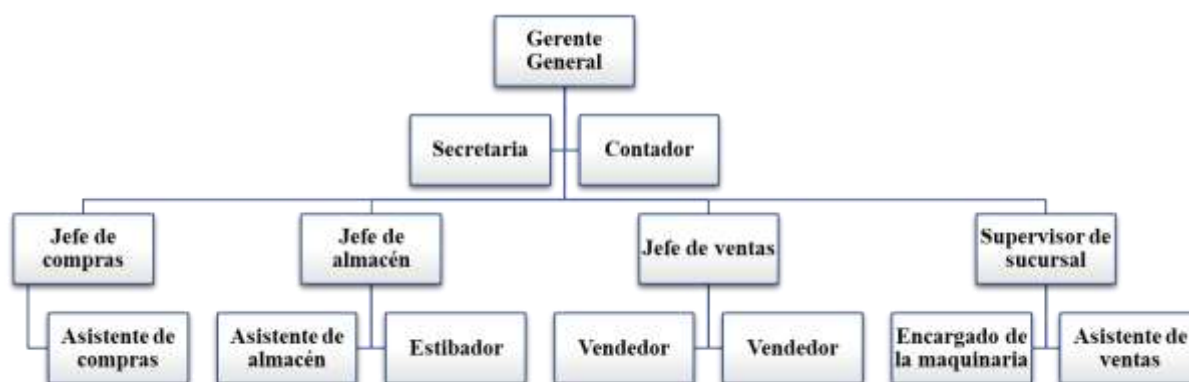 Gerente
General
Secretaria
Contador
Jefe de
compras
Jefe de
almacén
Jefe de ventas
Supervisor de
sucursal
Asistente de
compras
Asistente de
almacén
Estibador
Vendedor
Vendedor
Encargado de
la maquinaria
Asistente de
ventas